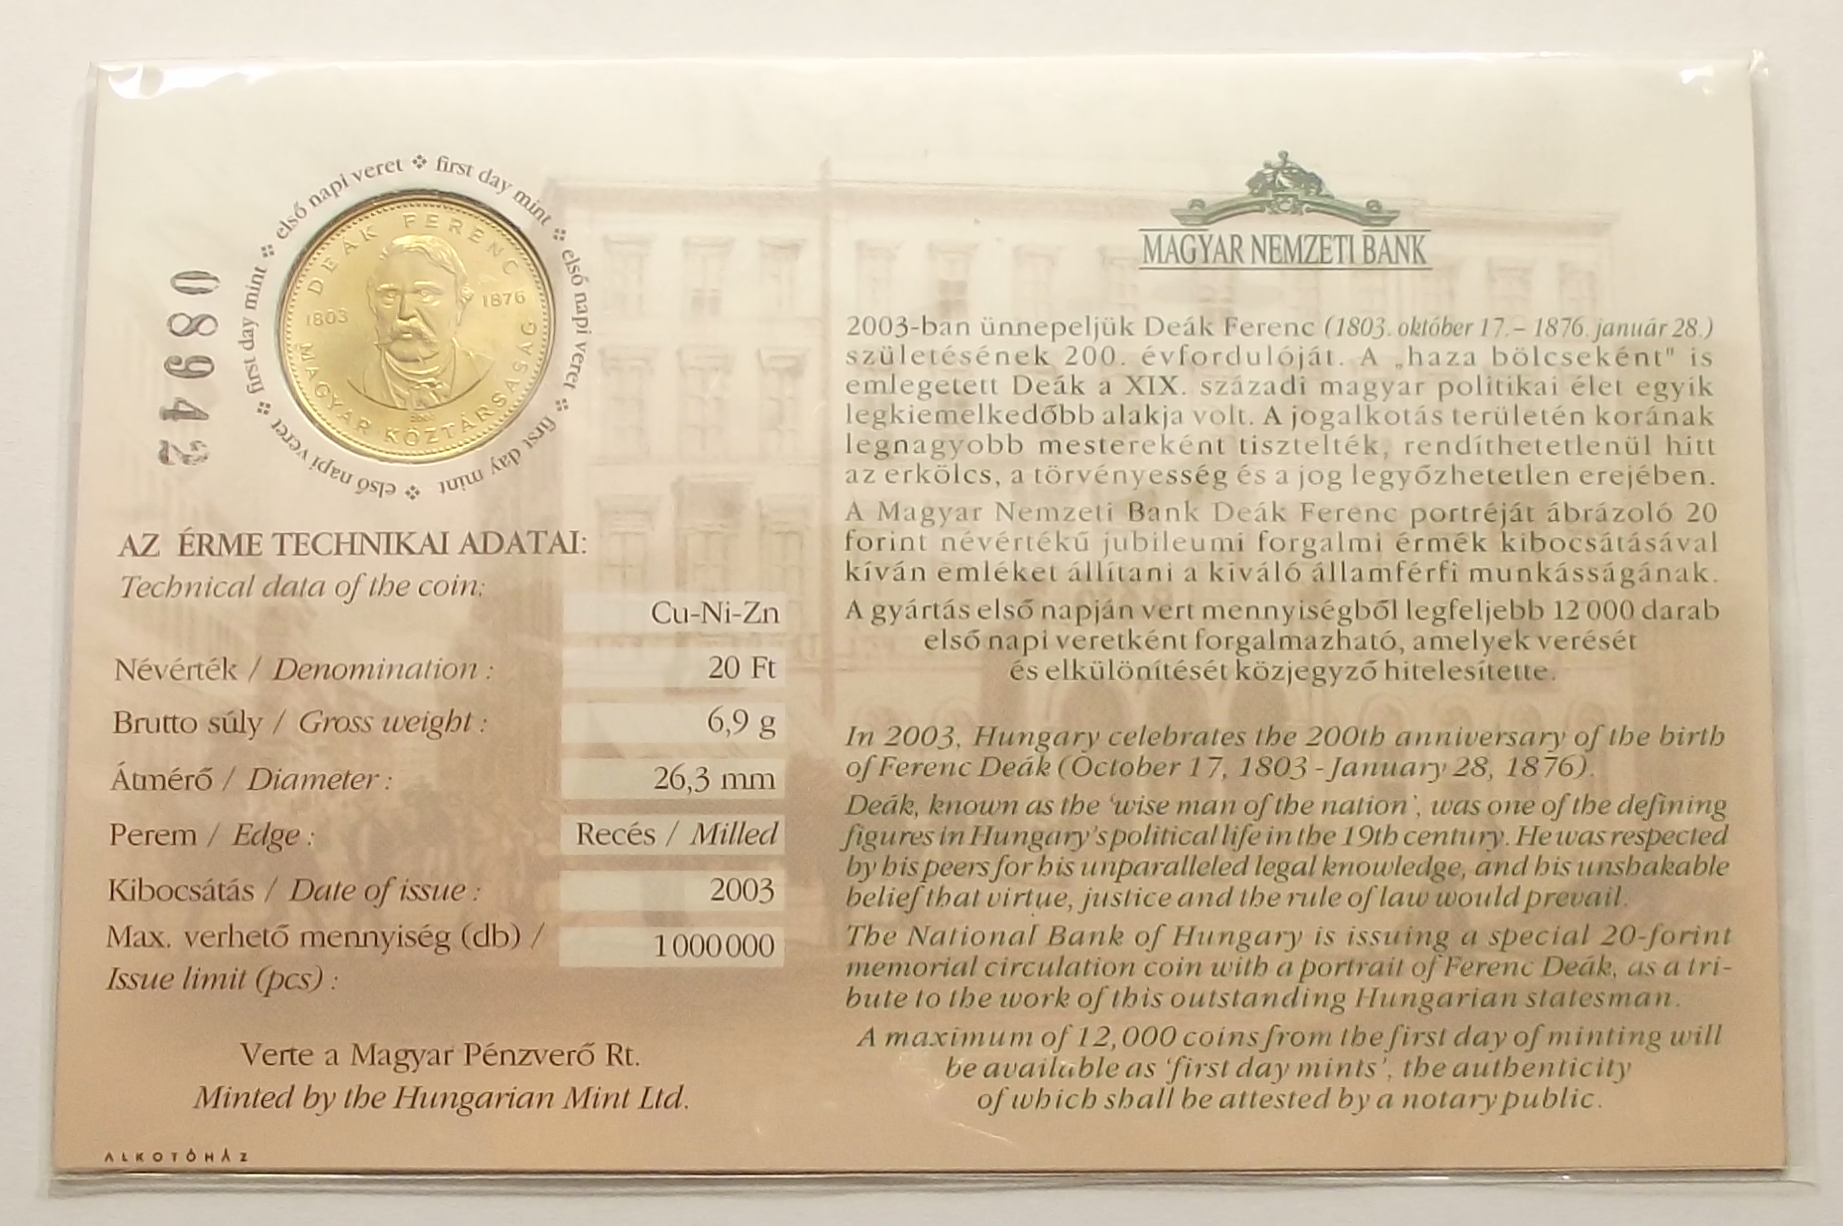 első napi veret ❖ first day mint ❖ első napi veret ❖ first day mint ❖ első napi veret ❖ first day mint ❖
DEÁK FERENC
1803
1876
MAGYAR KÖZTÁRSASÁG
08942
AZ ÉRME TECHNIKAI ADATAI:
Technical data of the coin:
Cu-Ni-Zn
Névérték / Denomination : 20 Ft
Brutto súly / Gross weight : 6,9 g
Átmérő / Diameter : 26,3 mm
Perem / Edge : Recés / Milled
Kibocsátás / Date of issue : 2003
Max. verhető mennyiség (db) / 1000000
Issue limit (pcs) :
Verte a Magyar Pénzverő Rt.
Minted by the Hungarian Mint Ltd.
ALKOTÓHÁZ
MAGYAR NEMZETI BANK
2003-ban ünnepeljük Deák Ferenc (1803. október 17. – 1876. január 28.)
születésének 200. évfordulóját. A „haza bölcseként" is
emlegetett Deák a XIX. századi magyar politikai élet egyik
legkiemelkedőbb alakja volt. A jogalkotás területén korának
legnagyobb mestereként tisztelték, rendíthetetlenül hitt
az erkölcs, a törvényesség és a jog legyőzhetetlen erejében.
A Magyar Nemzeti Bank Deák Ferenc portréját ábrázoló 20
forint névértékű jubileumi forgalmi érmék kibocsátásával
kíván emléket állítani a kiváló államférfi munkásságának.
A gyártás első napján vert mennyiségből legfeljebb 12 000 darab
első napi veretként forgalmazható, amelyek verését
és elkülönítését közjegyző hitelesítette.
In 2003, Hungary celebrates the 200th anniversary of the birth
of Ferenc Deák (October 17, 1803 - January 28, 1876).
Deák, known as the 'wise man of the nation', was one of the defining
figures in Hungary's political life in the 19th century. He was respected
by his peers for his unparalleled legal knowledge, and his unshakable
belief that virtue, justice and the rule of law would prevail.
The National Bank of Hungary is issuing a special 20-forint
memorial circulation coin with a portrait of Ferenc Deák, as a tri-
bute to the work of this outstanding Hungarian statesman.
A maximum of 12,000 coins from the first day of minting will
be available as 'first day mints', the authenticity
of which shall be attested by a notary public.